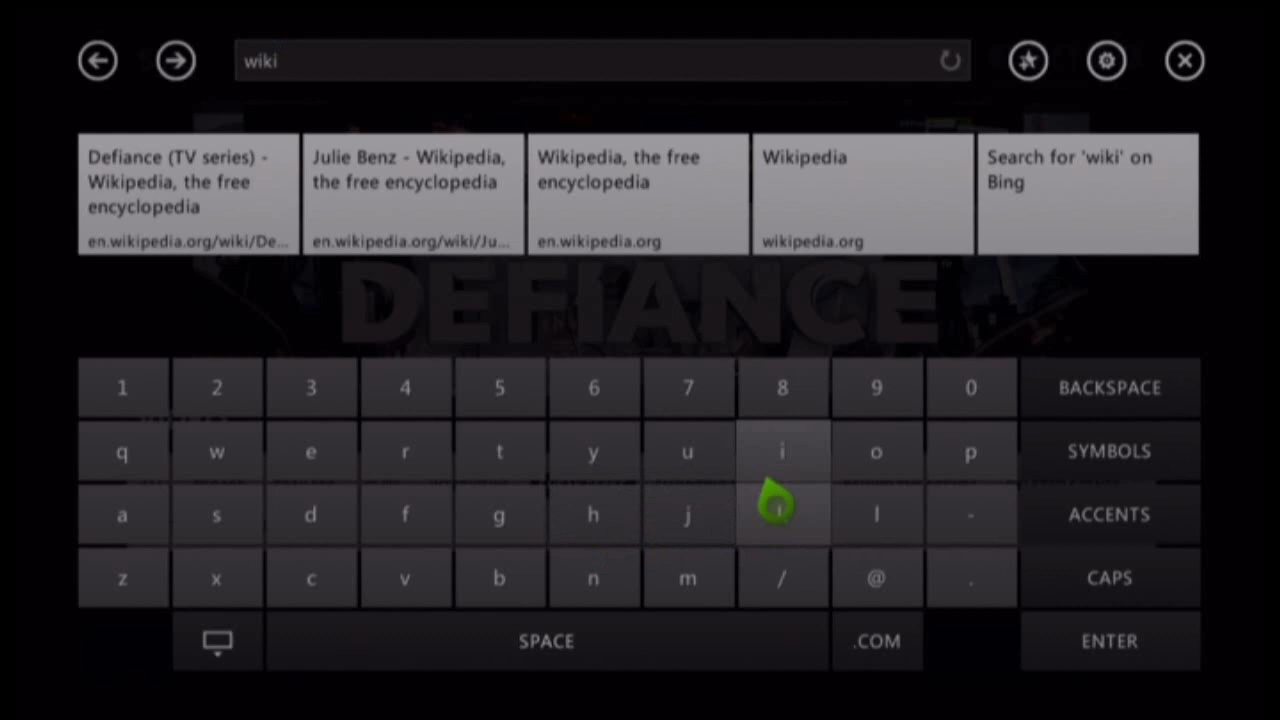 wiki
Defiance (TV series) -
Wikipedia, the free
encyclopedia
en.wikipedia.org/wiki/De...
Julie Benz - Wikipedia,
the free encyclopedia
en.wikipedia.org/wiki/Ju...
Wikipedia, the free
encyclopedia
en.wikipedia.org
Wikipedia
wikipedia.org
Search for 'wiki' on
Bing
DEFIANCE
1 2 3 4 5 6 7 8 9 0 BACKSPACE
q w e r t y u i o p SYMBOLS
a s d f g h j l - ACCENTS
z x c v b n m / @ . CAPS
SPACE .COM ENTER